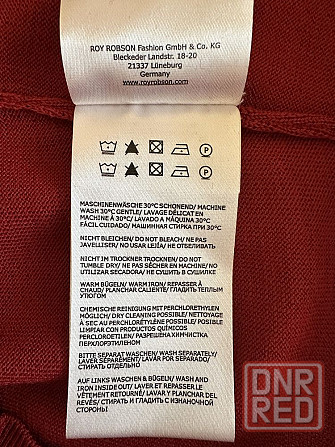 ROY ROBSON Fashion GmbH & Co. KG
Bleckeder Landstr. 18-20
21337 Lüneburg
Germany
www.royrobson.com
MASCHINENWÄSCHE 30°C SCHONEND/ MACHINE
WASH 30°C GENTLE/ LAVAGE DÉLICAT EN
MACHINE À 30°C/ LAVADO A MÁQUINA 30°C
FÁCIL CUIDADO/ МАШИННАЯ СТИРКА ПРИ 30°C
NICHT BLEICHEN/ DO NOT BLEACH/ NE PAS
JAVELLISER/ NO USAR LEJÍA/ НЕ ОТБЕЛИВАТЬ
NICHT IM TROCKNER TROCKEN/ DO NOT
TUMBLE DRY/ NE PAS SÈCHER EN MACHINE/ NO
UTILIZAR SECADORA/ НЕ СУШИТЬ В СУШИЛКЕ
WARM BÜGELN/ WARM IRON/ REPASSER À
CHAUD/ PLANCHAR CALIENTE/ ГЛАДИТЬ ТЕПЛЫМ
УТЮГОМ
CHEMISCHE REINIGUNG MIT PERCHLORETHYLEN
MÖGLICH/ DRY CLEANING POSSIBLE/ NETTOYAGE
À SEC AU PERCHLORÉTHYLÈNE POSSIBLE/ POSIBLE
LIMPIAR CON PRODUCTOS QUÍMICOS
PERCLOROETILEN/ РАЗРЕШЕНА ХИМЧИСТКА
ПЕРХЛОРЭТИЛЕНОМ
BITTE SEPARAT WASCHEN/ WASH SEPARATELY/
LAVER SÉPARÉMENT/ LAVAR POR SEPARADO/
СТИРАТЬ ОТДЕЛЬНО
AUF LINKS WASCHEN & BÜGELN/ WASH AND
IRON INSIDE OUT/ LAVER ET REPASSER LE
VÊTEMENT RETOURNÉ/ LAVAR Y PLANCHAR DEL
REVÉS/ СТИРАТЬ И ГЛАДИТЬ С ИЗНАНОЧНОЙ
СТОРОНЫ/
DNR
RED